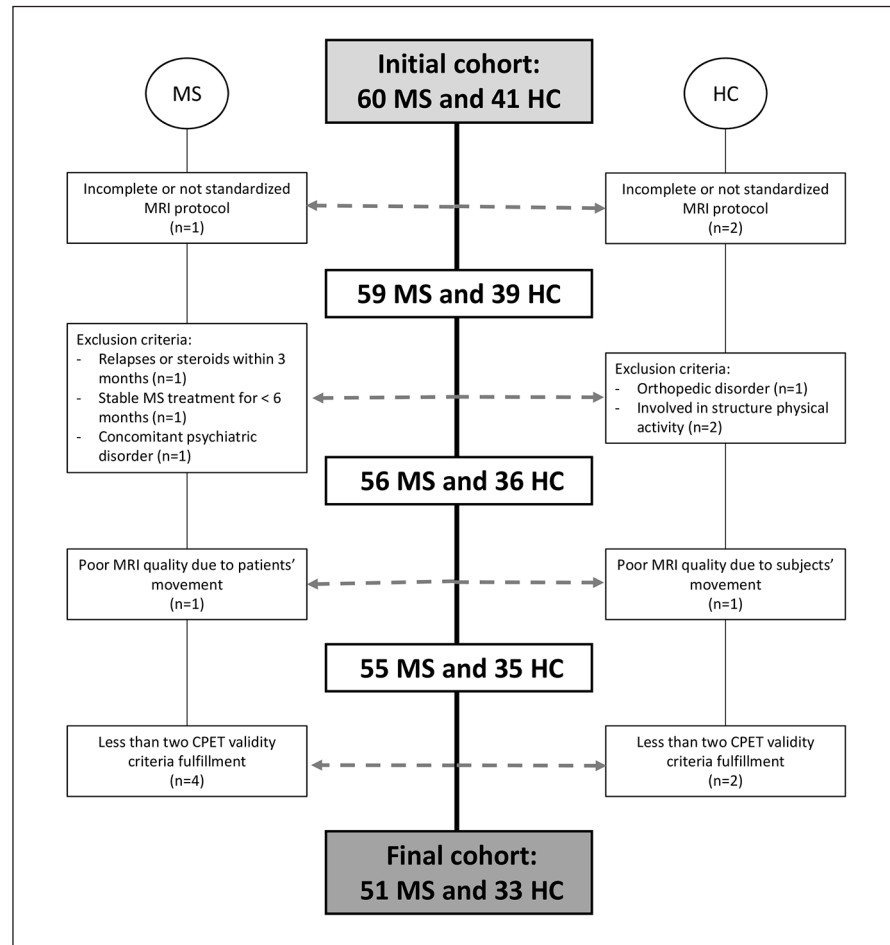 Initial cohort:
60 MS and 41 HC
MS
HC
Incomplete or not standardized
MRI protocol
(n=1)
Incomplete or not standardized
MRI protocol
(n=2)
59 MS and 39 HC
Exclusion criteria:
- Relapses or steroids within 3
months (n=1)
- Stable MS treatment for < 6
months (n=1)
- Concomitant psychiatric
disorder (n=1)
Exclusion criteria:
- Orthopedic disorder (n=1)
- Involved in structure physical
activity (n=2)
56 MS and 36 HC
Poor MRI quality due to patients’
movement
(n=1)
Poor MRI quality due to subjects’
movement
(n=1)
55 MS and 35 HC
Less than two CPET validity
criteria fulfillment
(n=4)
Less than two CPET validity
criteria fulfillment
(n=2)
Final cohort:
51 MS and 33 HC